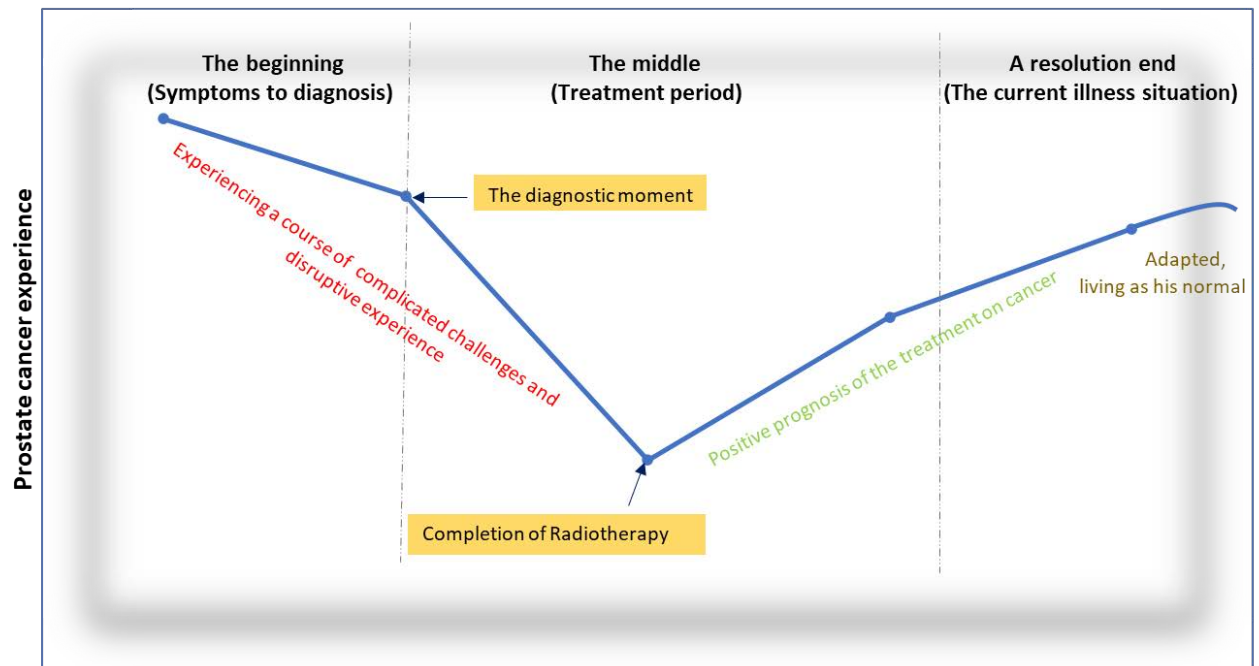 The beginning
(Symptoms to diagnosis)
The middle
(Treatment period)
A resolution end
(The current illness situation)
Prostate cancer experience
Experiencing a course of complicated challenges and
disruptive experience
The diagnostic moment
Completion of Radiotherapy
Positive prognosis of the treatment on cancer
Adapted,
living as his normal